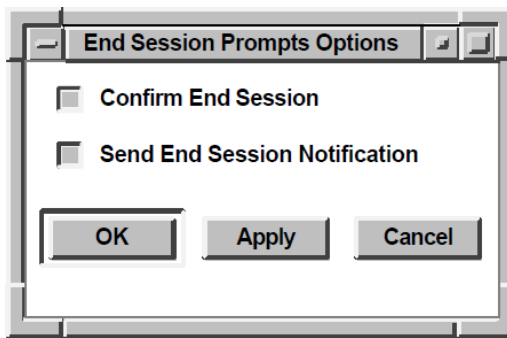 End Session Prompts Options
Confirm End Session
Send End Session Notification
OK Apply Cancel